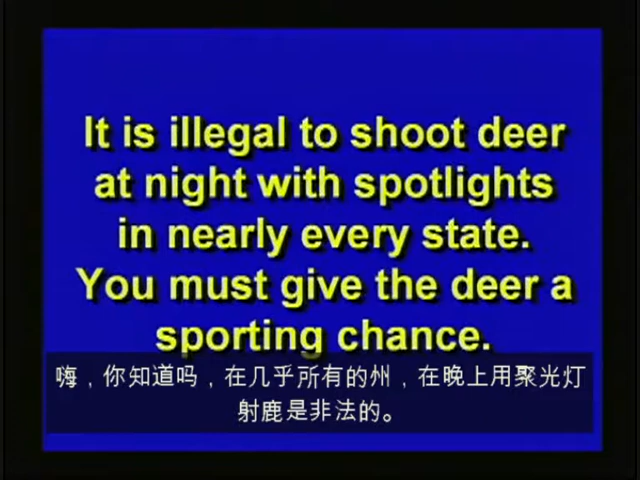 It is illegal to shoot deer
at night with spotlights
in nearly every state.
You must give the deer a
sporting chance.
嗨，你知道吗，在几乎所有的州，在晚上用聚光灯
射鹿是非法的。